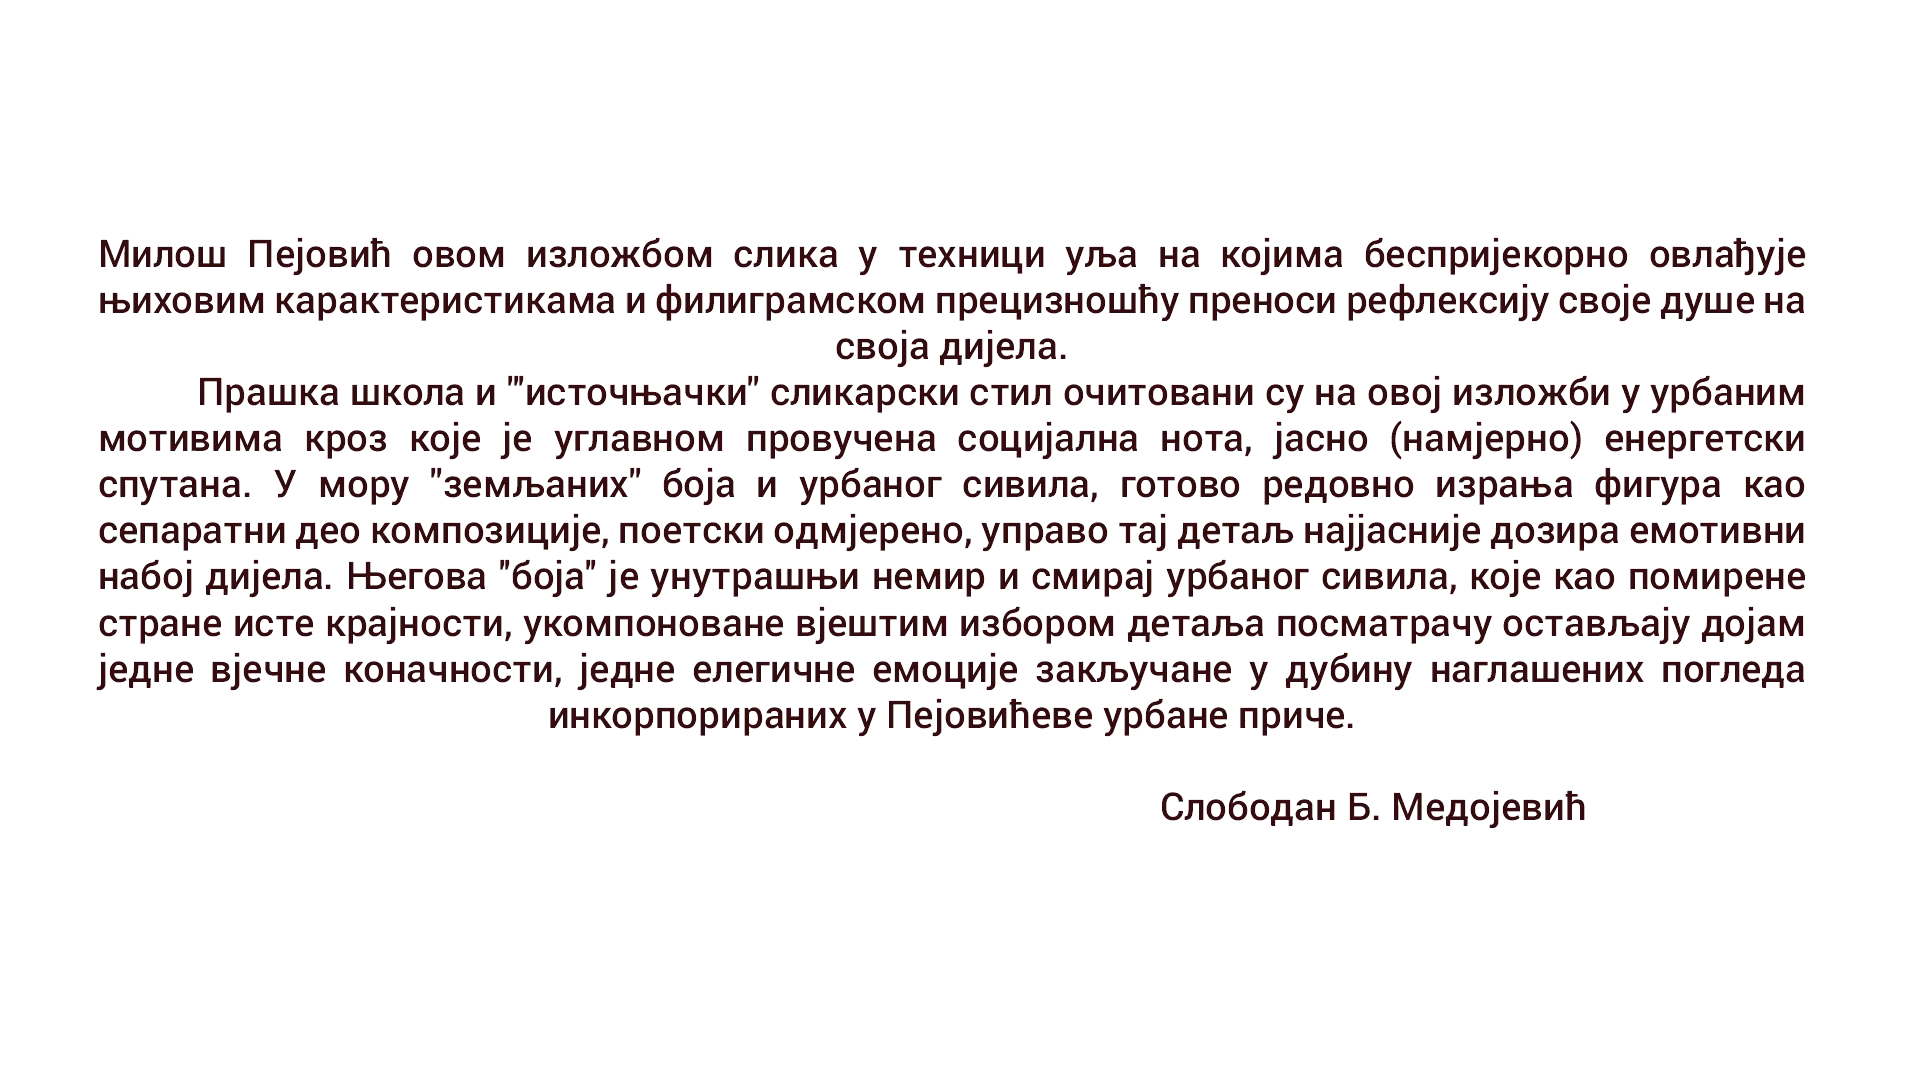 Милош Пејовић овом изложбом слика у техници уља на којима беспријекорно овлађује
њиховим карактеристикама и филиграмском прецизношћу преноси рефлексију своје душе на
своја дијела.
Прашка школа и '"источњачки" сликарски стил очитовани су на овој изложби у урбаним
мотивима кроз које је углавном провучена социјална нота, јасно (намјерно) енергетски
спутана. У мору "земљаних" боја и урбаног сивила, готово редовно израња фигура као
сепаратни део композиције, поетски одмјерено, управо тај детаљ најјасније дозира емотивни
набој дијела. Његова "боја" је унутрашњи немир и смирај урбаног сивила, које као помирене
стране исте крајности, укомпоноване вјештим избором детаља посматрачу остављају дојам
једне вјечне коначности, једне елегичне емоције закључане у дубину наглашених погледа
инкорпорираних у Пејовићеве урбане приче.
Слободан Б. Медојевић